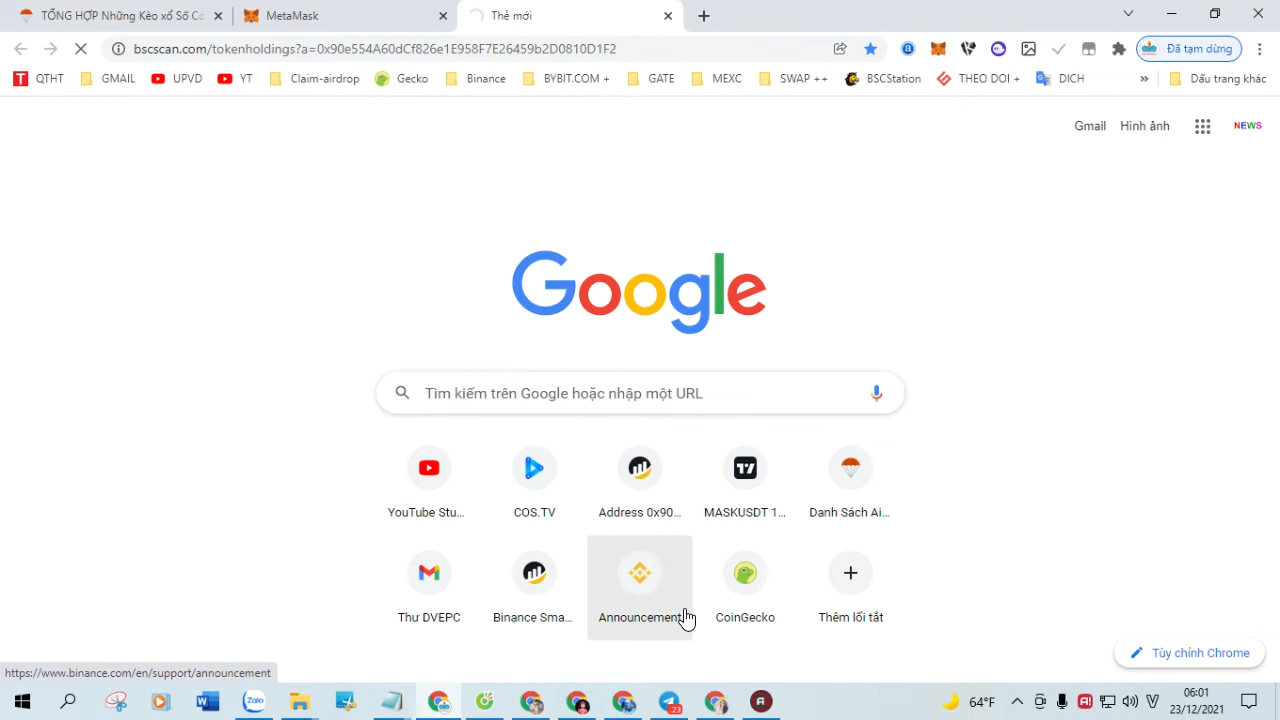 TỔNG HỢP Những Kèo xổ Số Cơ
MetaMask
Thẻ mới
bscscan.com/tokenholdings?a=0x90e554A60dCf826e1E958F7E26459b2D0810D1F2
Đã tạm dừng
QTHT
GMAIL
UPVD
YT
Claim-airdrop
Gecko
Binance
BYBIT.COM +
GATE
MEXC
SWAP ++
BSCStation
THEO DOI +
DICH
»
Dấu trang khác
Gmail
Hình ảnh
NEWS
Google
Tìm kiếm trên Google hoặc nhập một URL
YouTube Stu...
COS.TV
Address 0x90...
MASKUSDT 1...
Danh Sách Ai...
Thư DVEPC
Binance Sma...
Announcement
CoinGecko
Thêm lối tắt
Tùy chỉnh Chrome
https://www.binance.com/en/support/announcement
Zalo
23
64°F
06:01
23/12/2021